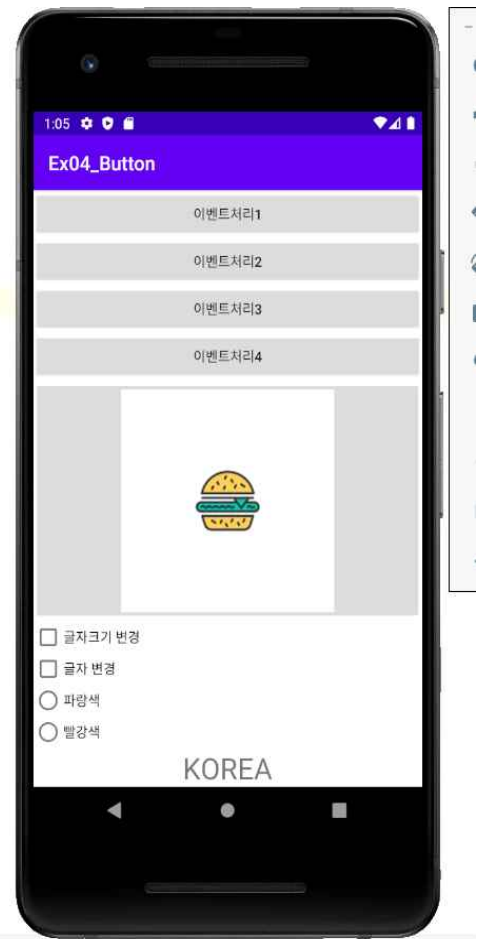 1:05
Ex04_Button
이벤트처리1
이벤트처리2
이벤트처리3
이벤트처리4
글자크기 변경
글자 변경
파랑색
빨강색
KOREA